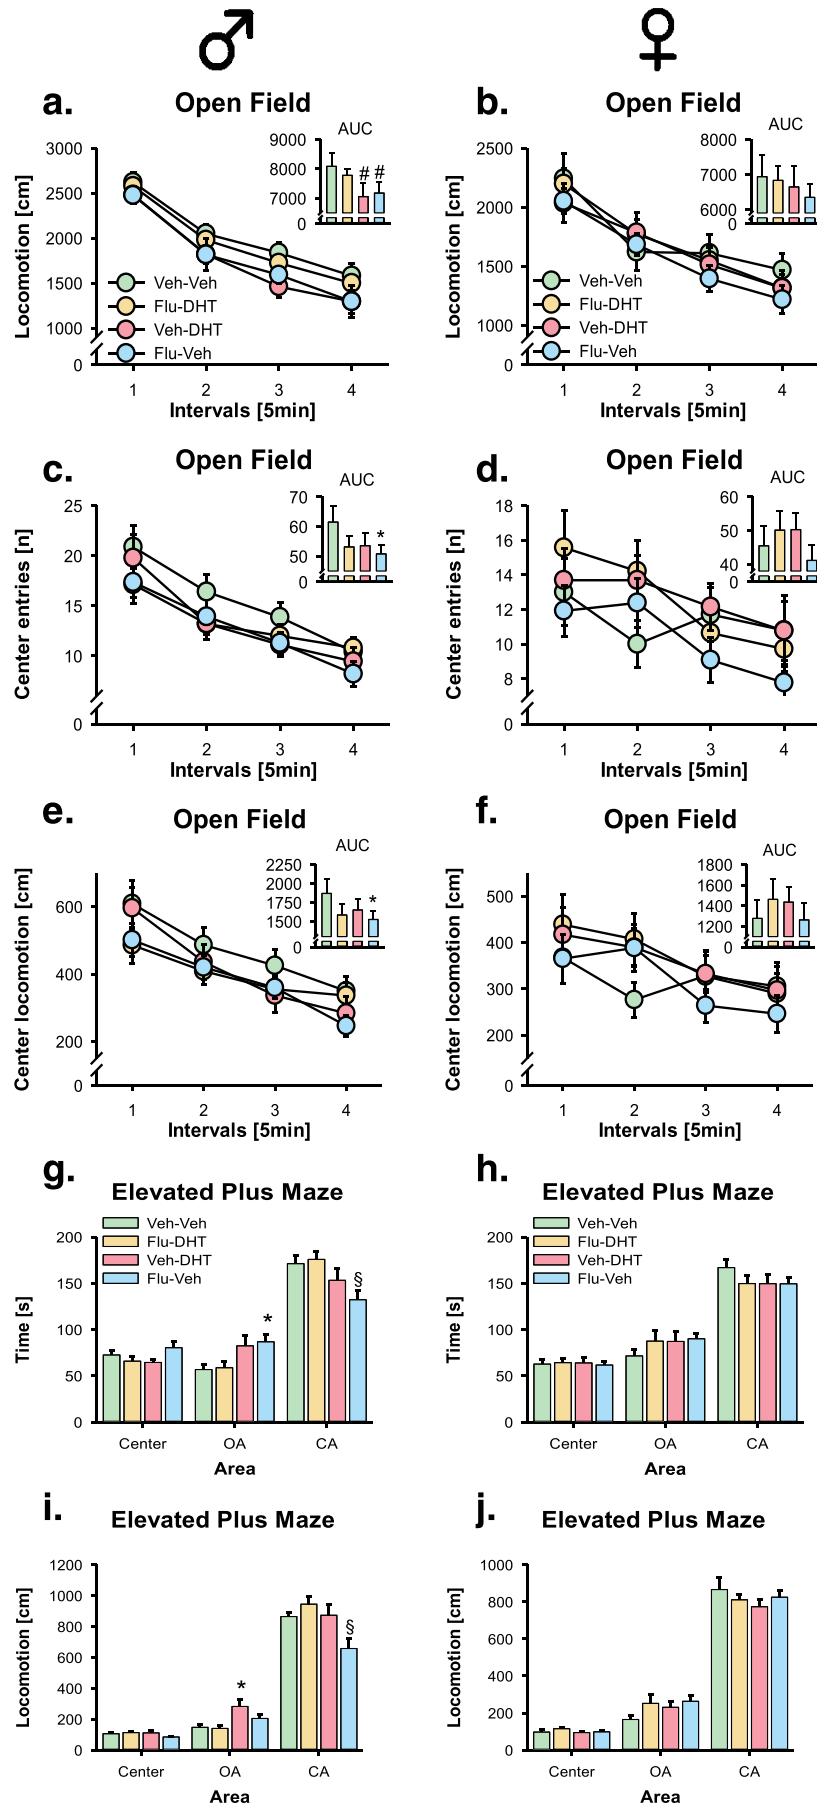 ♂ ♀
a. Open Field
AUC
9000
8000
7000
0
# #
3000
2500
2000
1500
1000
0
Locomotion [cm]
Veh-Veh
Flu-DHT
Veh-DHT
Flu-Veh
1 2 3 4
Intervals [5min]
b. Open Field
AUC
8000
7000
6000
0
2500
2000
1500
1000
0
Locomotion [cm]
Veh-Veh
Flu-DHT
Veh-DHT
Flu-Veh
1 2 3 4
Intervals [5min]
c. Open Field
AUC
70
60
50
0
*
25
20
15
10
0
Center entries [n]
1 2 3 4
Intervals [5min]
d. Open Field
AUC
60
50
40
0
18
16
14
12
10
8
0
Center entries [n]
1 2 3 4
Intervals [5min]
e. Open Field
AUC
2250
2000
1750
1500
0
*
600
400
200
0
Center locomotion [cm]
1 2 3 4
Intervals [5min]
f. Open Field
AUC
1800
1600
1400
1200
0
500
400
300
200
0
Center locomotion [cm]
1 2 3 4
Intervals [5min]
g. Elevated Plus Maze
Veh-Veh
Flu-DHT
Veh-DHT
Flu-Veh
200
150
100
50
0
Time [s]
* §
Center OA CA
Area
h. Elevated Plus Maze
Veh-Veh
Flu-DHT
Veh-DHT
Flu-Veh
200
150
100
50
0
Time [s]
Center OA CA
Area
i. Elevated Plus Maze
1200
1000
800
600
400
200
0
Locomotion [cm]
* §
Center OA CA
Area
j. Elevated Plus Maze
1000
800
600
400
200
0
Locomotion [cm]
Center OA CA
Area